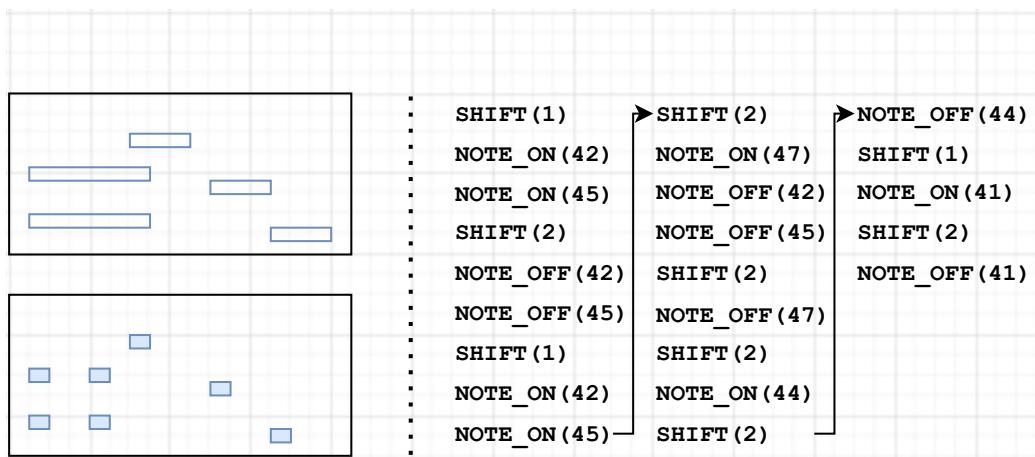 SHIFT(1)
NOTE_ON(42)
NOTE_ON(45)
SHIFT(2)
NOTE_OFF(42)
NOTE_OFF(45)
SHIFT(1)
NOTE_ON(42)
NOTE_ON(45)
SHIFT(2)
NOTE_ON(47)
NOTE_OFF(42)
NOTE_OFF(45)
SHIFT(2)
NOTE_OFF(47)
SHIFT(2)
NOTE_ON(44)
SHIFT(2)
NOTE_OFF(44)
SHIFT(1)
NOTE_ON(41)
SHIFT(2)
NOTE_OFF(41)